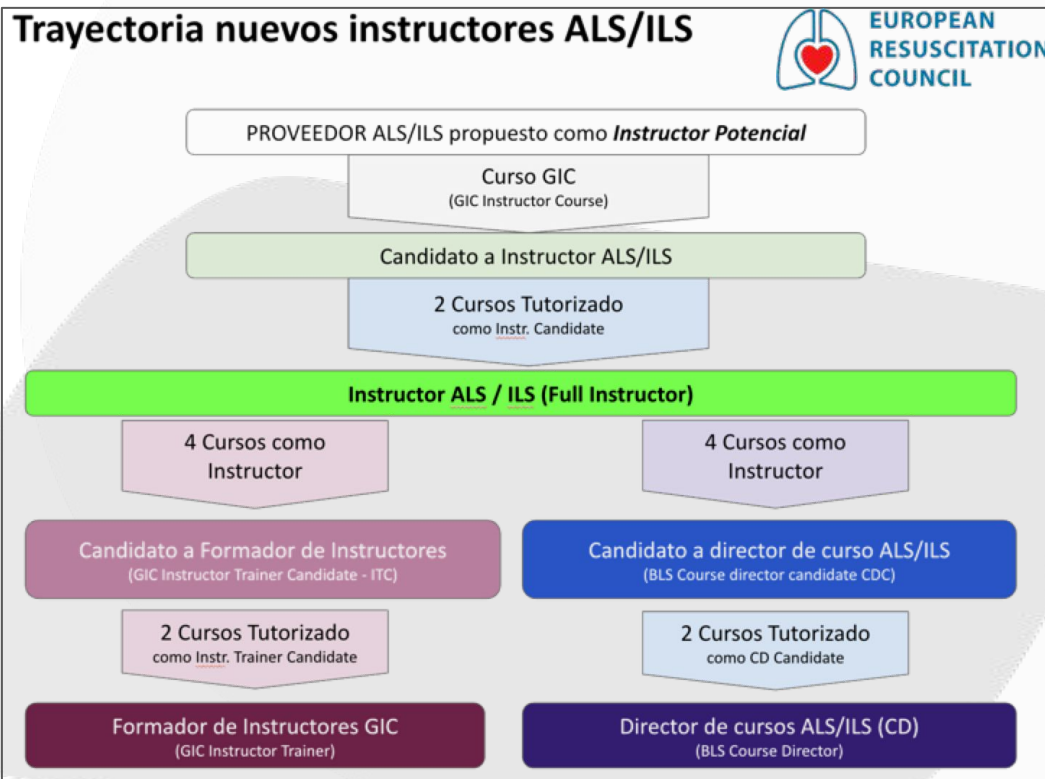 Trayectoria nuevos instructores ALS/ILS
EUROPEAN
RESUSCITATION
COUNCIL
PROVEEDOR ALS/ILS propuesto como Instructor Potencial
Curso GIC
(GIC Instructor Course)
Candidato a Instructor ALS/ILS
2 Cursos Tutorizado
como Instr. Candidate
Instructor ALS / ILS (Full Instructor)
4 Cursos como
Instructor
4 Cursos como
Instructor
Candidato a Formador de Instructores
(GIC Instructor Trainer Candidate - ITC)
Candidato a director de curso ALS/ILS
(BLS Course director candidate CDC)
2 Cursos Tutorizado
como Instr. Trainer Candidate
2 Cursos Tutorizado
como CD Candidate
Formador de Instructores GIC
(GIC Instructor Trainer)
Director de cursos ALS/ILS (CD)
(BLS Course Director)